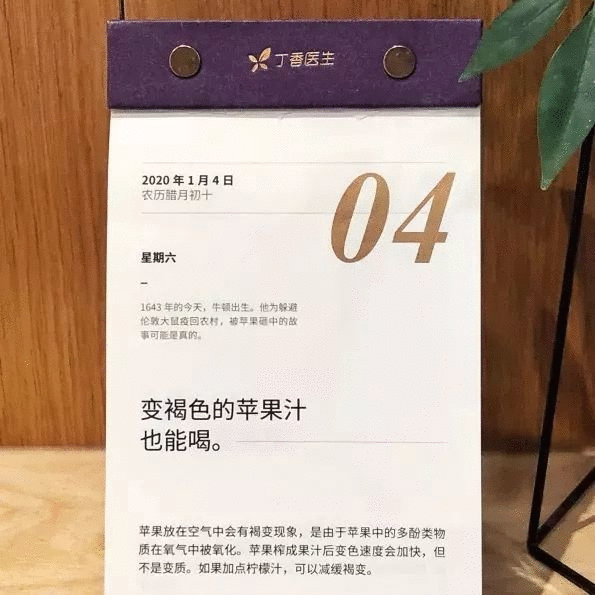 丁香医生
2020 年 1 月 4 日
农历腊月初十
04
星期六
1643 年的今天，牛顿出生。他为躲避
伦敦大鼠疫回农村，被苹果砸中的故
事可能是真的。
变褐色的苹果汁
也能喝。
苹果放在空气中会有褐变现象，是由于苹果中的多酚类物
质在氧气中被氧化。苹果榨成果汁后变色速度会加快，但
不是变质。如果加点柠檬汁，可以减缓褐变。